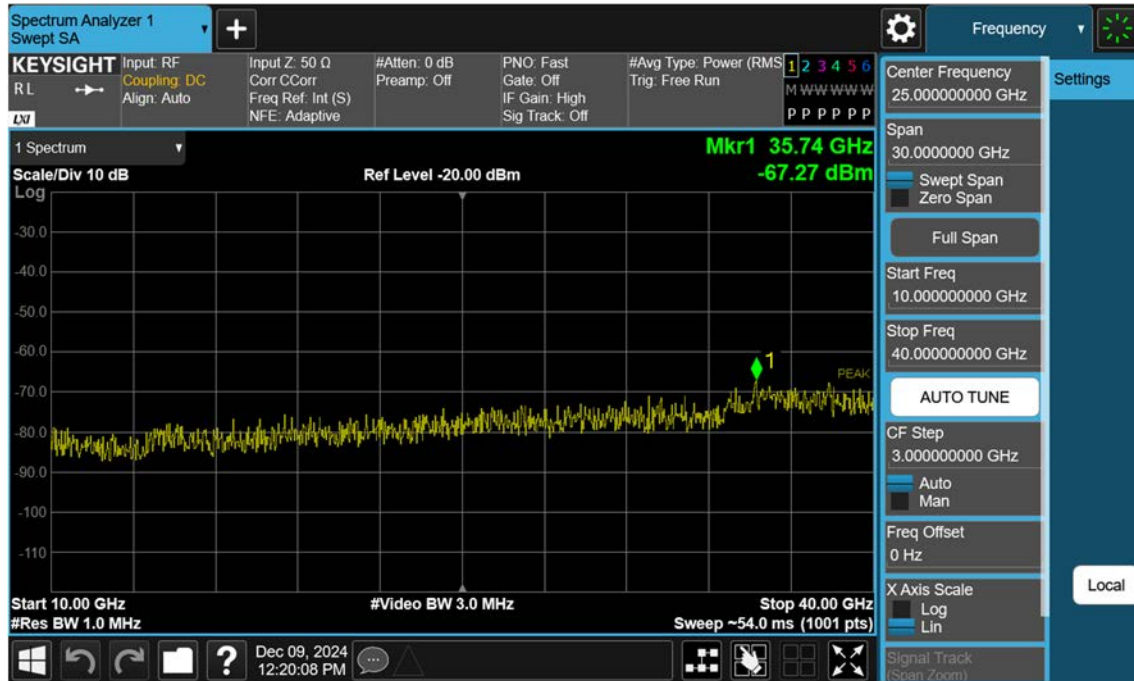 Spectrum Analyzer 1
Swept SA
+
Frequency
KEYSIGHT
RL
LXI
Input: RF
Coupling: DC
Align: Auto
Input Z: 50 Ω
Corr CCorr
Freq Ref: Int (S)
NFE: Adaptive
#Atten: 0 dB
Preamp: Off
PNO: Fast
Gate: Off
IF Gain: High
Sig Track: Off
#Avg Type: Power (RMS
Trig: Free Run
1 2 3 4 5 6
M W W W W W
P P P P P P
1 Spectrum
Mkr1 35.74 GHz
-67.27 dBm
Scale/Div 10 dB
Ref Level -20.00 dBm
Log
-30.0
-40.0
-50.0
-60.0
1
PEAK
-70.0
-80.0
-90.0
-100
-110
Start 10.00 GHz
#Video BW 3.0 MHz
Stop 40.00 GHz
#Res BW 1.0 MHz
Sweep ~54.0 ms (1001 pts)
Center Frequency
25.000000000 GHz
Settings
Span
30.0000000 GHz
Swept Span
Zero Span
Full Span
Start Freq
10.000000000 GHz
Stop Freq
40.000000000 GHz
AUTO TUNE
CF Step
3.000000000 GHz
Auto
Man
Freq Offset
0 Hz
X Axis Scale
Log
Lin
Local
Signal Track
(Span Zoom)
?
Dec 09, 2024
12:20:08 PM